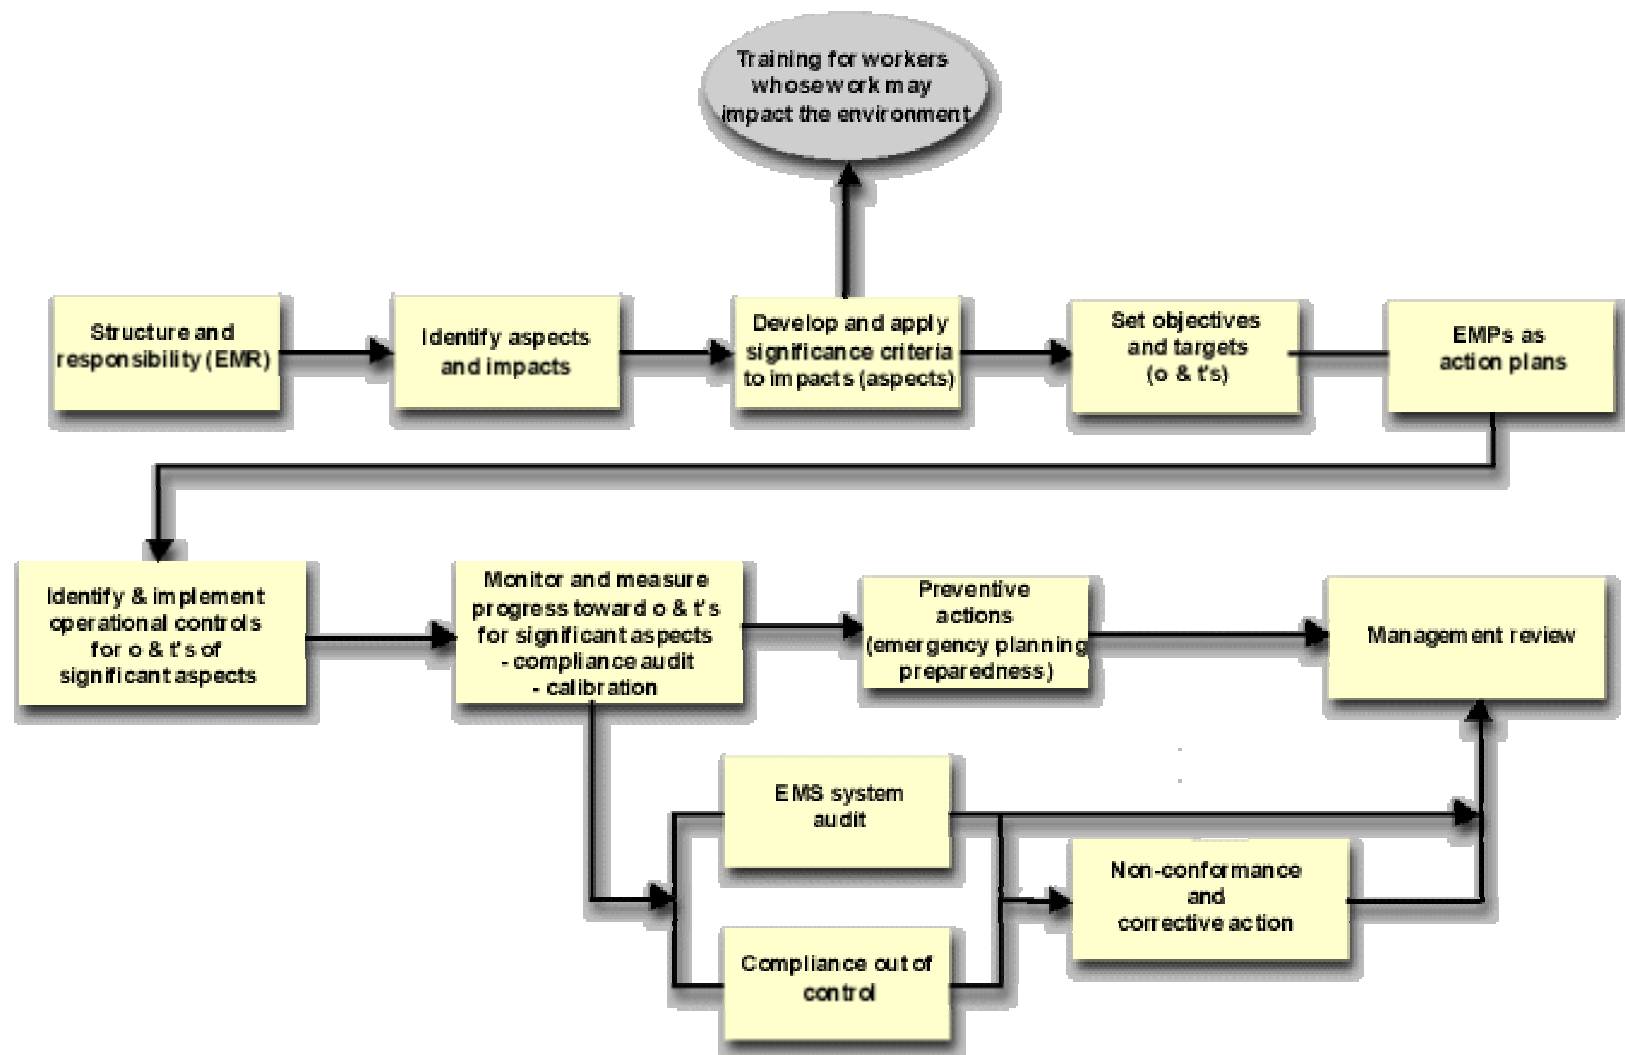 Training for workers
whose work may
impact the environment
Structure and
responsibility (EMR)
Identify aspects
and impacts
Develop and apply
significance criteria
to impacts (aspects)
Set objectives
and targets
(o & t's)
EMPs as
action plans
Identify & implement
operational controls
for o & t's of
significant aspects
Monitor and measure
progress toward o & t's
for significant aspects
- compliance audit
- calibration
Preventive
actions
(emergency planning
preparedness)
Management review
EMS system
audit
Non-conformance
and
corrective action
Compliance out of
control